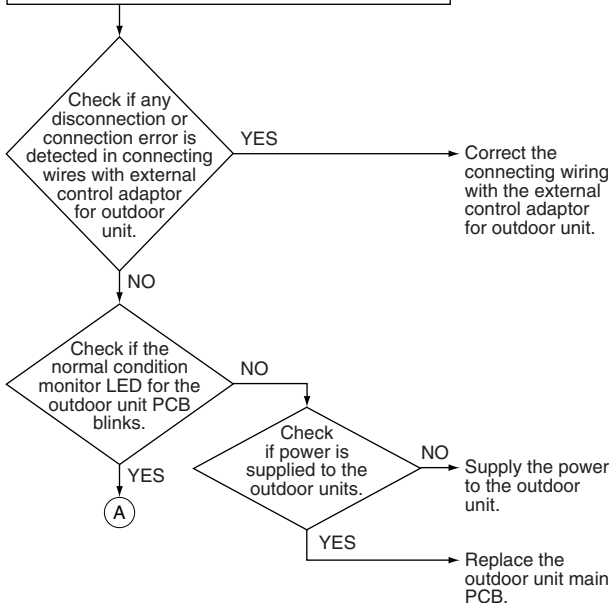 Check if any
disconnection or
connection error is
detected in connecting
wires with external
control adaptor
for outdoor
unit.
YES
Correct the
connecting wiring
with the external
control adaptor
for outdoor unit.
NO
Check if the
normal condition
monitor LED for the
outdoor unit PCB
blinks.
NO
YES
A
Check
if power is
supplied to the
outdoor units.
NO
Supply the power
to the outdoor
unit.
YES
Replace the
outdoor unit main
PCB.